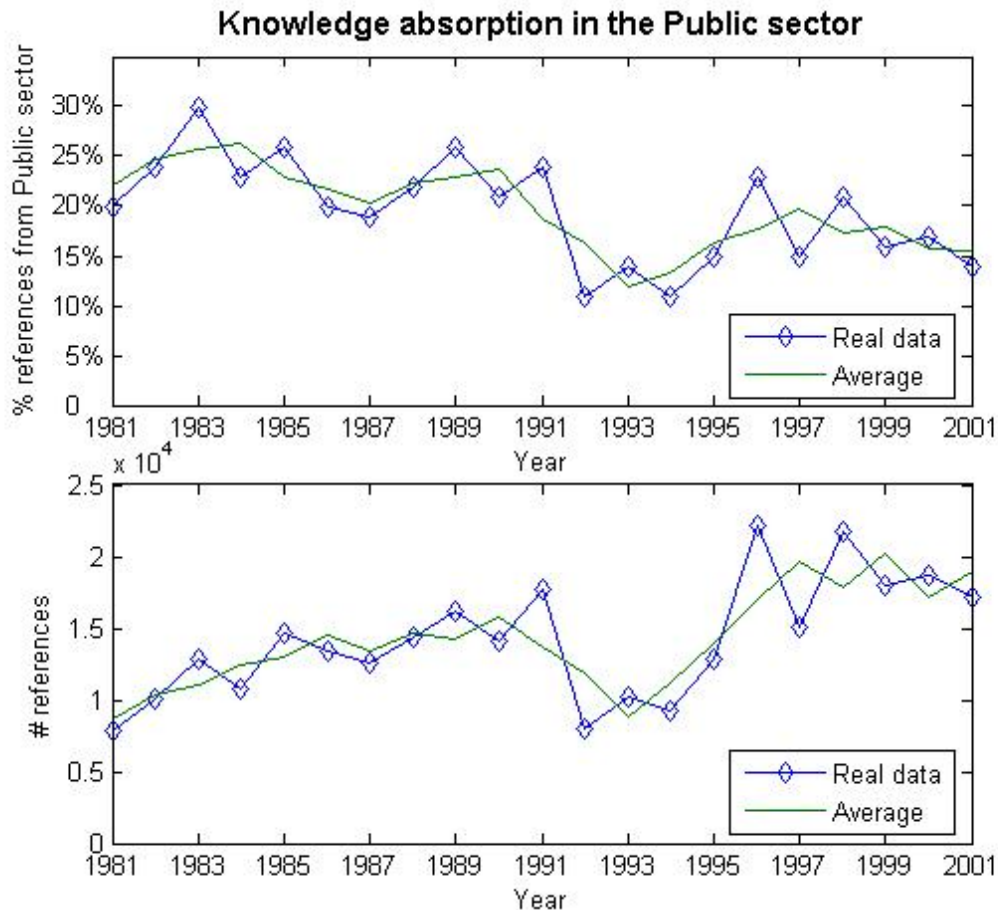 Knowledge absorption in the Public sector
% references from Public sector
30%
25%
20%
15%
10%
5%
0
1981 1983 1985 1987 1989 1991 1993 1995 1997 1999 2001
Year
Real data
Average
x 10^4
# references
2.5
2
1.5
1
0.5
0
1981 1983 1985 1987 1989 1991 1993 1995 1997 1999 2001
Year
Real data
Average